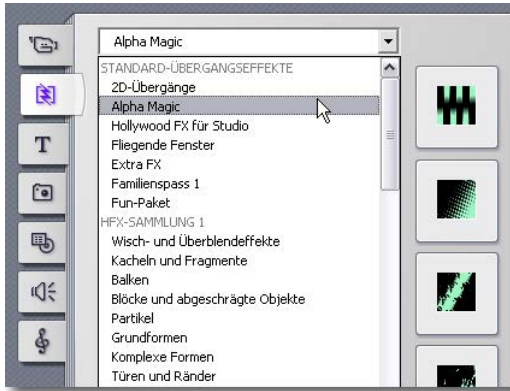 Alpha Magic
STANDARD-ÜBERGANGSEFFEKTE
2D-Übergänge
Alpha Magic
Hollywood FX für Studio
Fliegende Fenster
Extra FX
Familienspass 1
Fun-Paket
HFX-SAMMLUNG 1
Wisch- und Überblendeffekte
Kacheln und Fragmente
Balken
Blöcke und abgeschrägte Objekte
Partikel
Grundformen
Komplexe Formen
Türen und Ränder
T